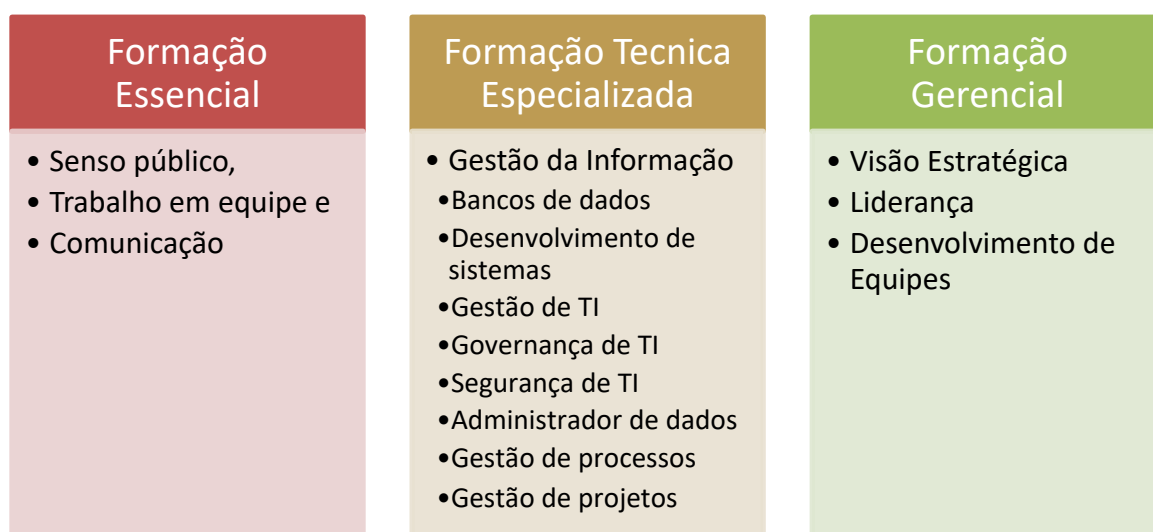 Formação
Essencial
• Senso público,
• Trabalho em equipe e
• Comunicação
Formação Tecnica
Especializada
• Gestão da Informação
•Bancos de dados
•Desenvolvimento de
sistemas
•Gestão de TI
•Governança de TI
•Segurança de TI
•Administrador de dados
•Gestão de processos
•Gestão de projetos
Formação
Gerencial
• Visão Estratégica
• Liderança
• Desenvolvimento de
Equipes